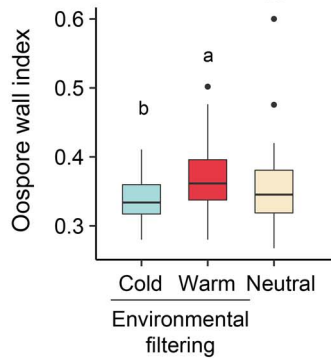 Oospore wall index
0.6
0.5
0.4
0.3
b
a
Cold Warm Neutral
Environmental
filtering